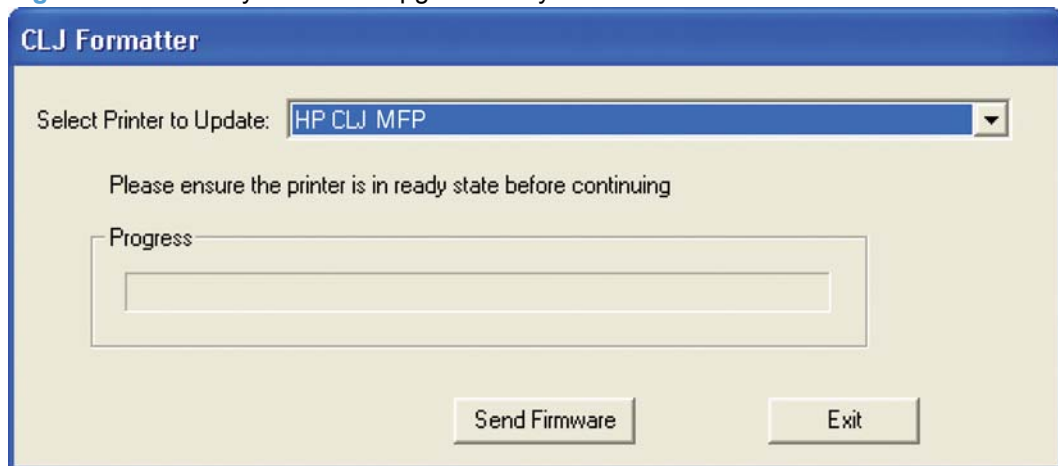 CLJ Formatter
Select Printer to Update: HP CLJ MFP
Please ensure the printer is in ready state before continuing
Progress
Send Firmware Exit